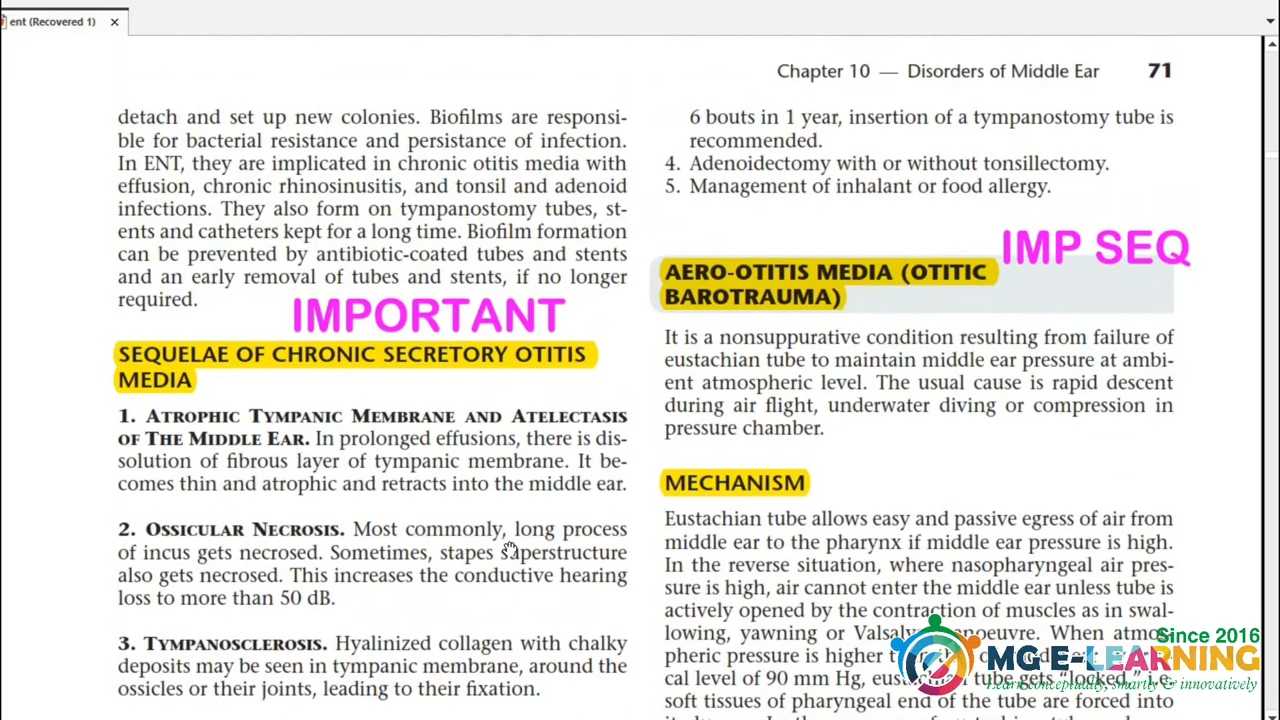 ent (Recovered 1) ×
Chapter 10 — Disorders of Middle Ear 71
detach and set up new colonies. Biofilms are responsi-
ble for bacterial resistance and persistance of infection.
In ENT, they are implicated in chronic otitis media with
effusion, chronic rhinosinusitis, and tonsil and adenoid
infections. They also form on tympanostomy tubes, st-
ents and catheters kept for a long time. Biofilm formation
can be prevented by antibiotic-coated tubes and stents
and an early removal of tubes and stents, if no longer
required.
IMPORTANT
SEQUELAE OF CHRONIC SECRETORY OTITIS
MEDIA
1. ATROPHIC TYMPANIC MEMBRANE AND ATELECTASIS
OF THE MIDDLE EAR. In prolonged effusions, there is dis-
solution of fibrous layer of tympanic membrane. It be-
comes thin and atrophic and retracts into the middle ear.
2. OSSICULAR NECROSIS. Most commonly, long process
of incus gets necrosed. Sometimes, stapes superstructure
also gets necrosed. This increases the conductive hearing
loss to more than 50 dB.
3. TYMPANOSCLEROSIS. Hyalinized collagen with chalky
deposits may be seen in tympanic membrane, around the
ossicles or their joints, leading to their fixation.
6 bouts in 1 year, insertion of a tympanostomy tube is
recommended.
4. Adenoidectomy with or without tonsillectomy.
5. Management of inhalant or food allergy.
IMP SEQ
AERO-OTITIS MEDIA (OTITIC
BAROTRAUMA)
It is a nonsuppurative condition resulting from failure of
eustachian tube to maintain middle ear pressure at ambi-
ent atmospheric level. The usual cause is rapid descent
during air flight, underwater diving or compression in
pressure chamber.
MECHANISM
Eustachian tube allows easy and passive egress of air from
middle ear to the pharynx if middle ear pressure is high.
In the reverse situation, where nasopharyngeal air pres-
sure is high, air cannot enter the middle ear unless tube is
actively opened by the contraction of muscles as in swal-
lowing, yawning or Valsalv manoeuvre. When atmos-
pheric pressure is higher
cal level of 90 mm Hg, tube gets "locked," i.e.
soft tissues of pharyngeal end of the tube are forced into
Since 2016
MG E-LEARNING
Learn conceptually, smartly & innovatively